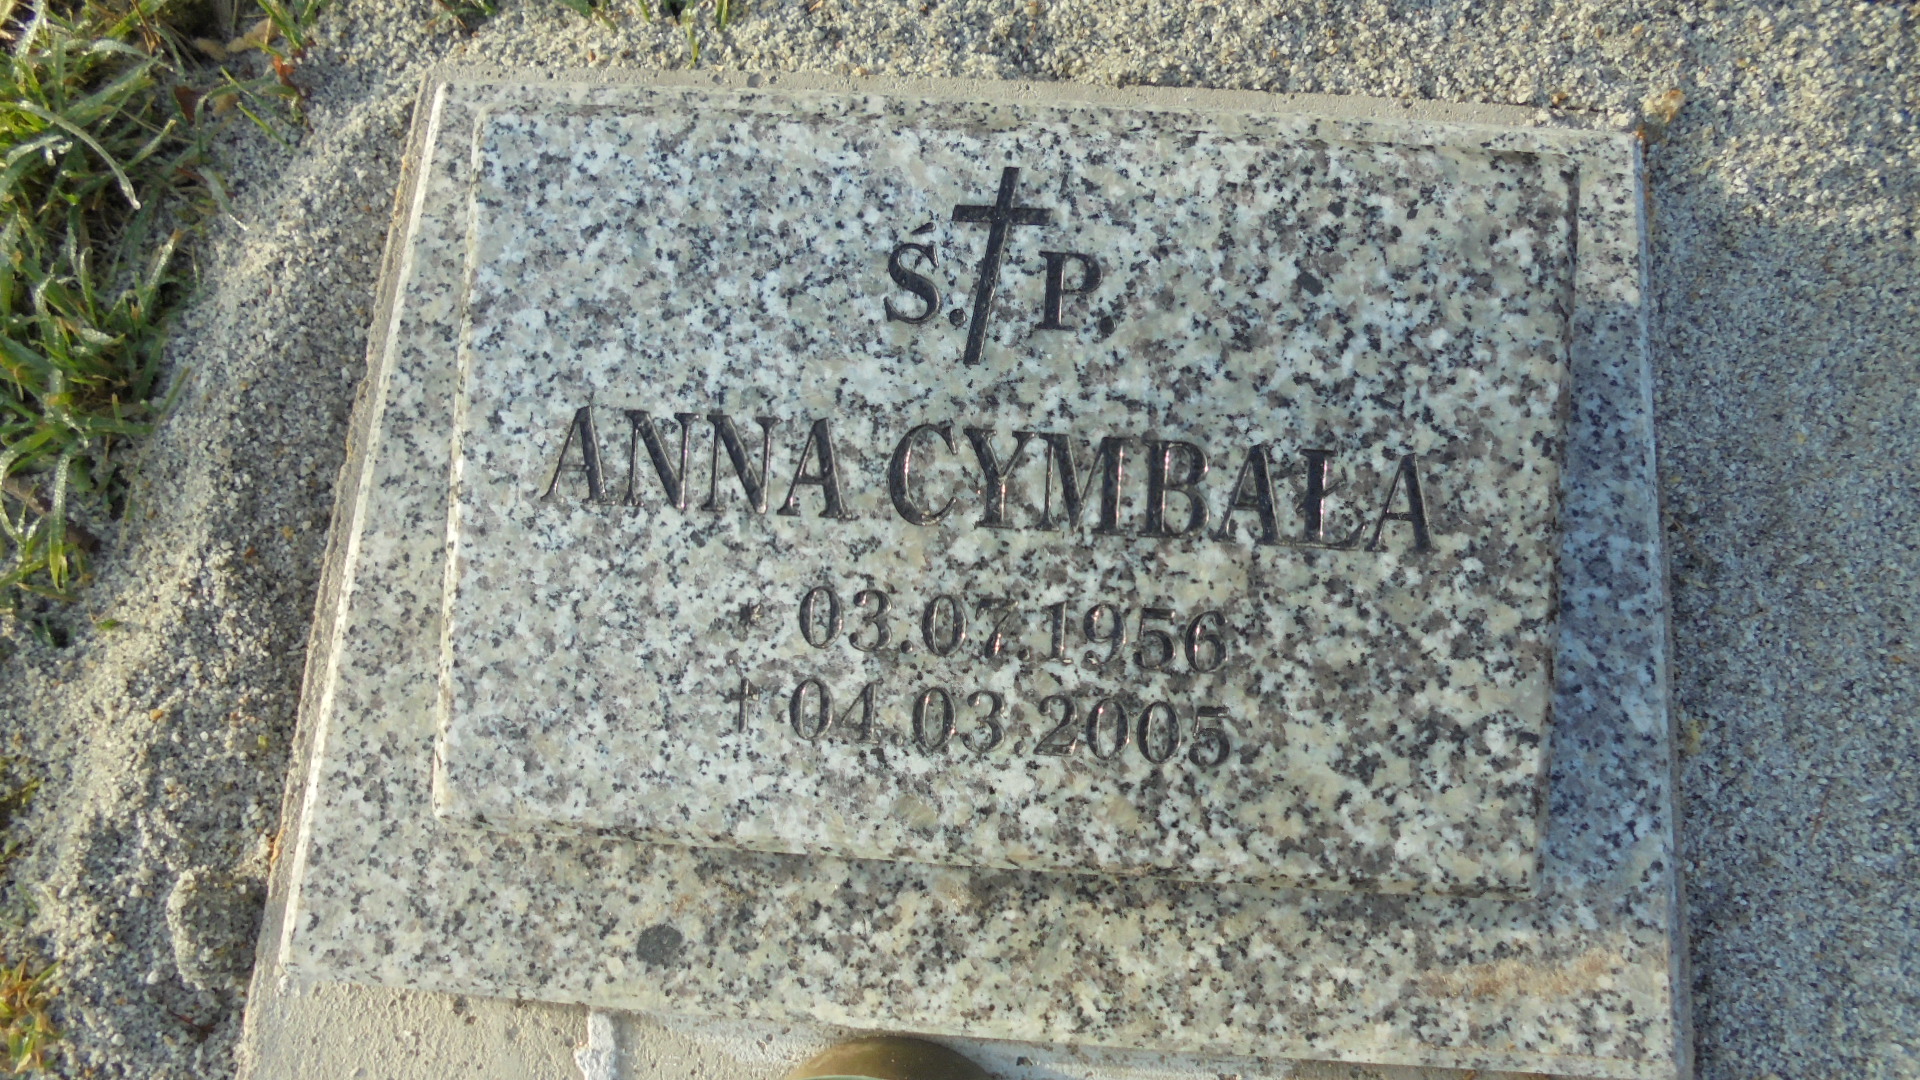 Ś.P.
ANNA CYMBAŁA
* 03.07.1956
† 04.03.2005